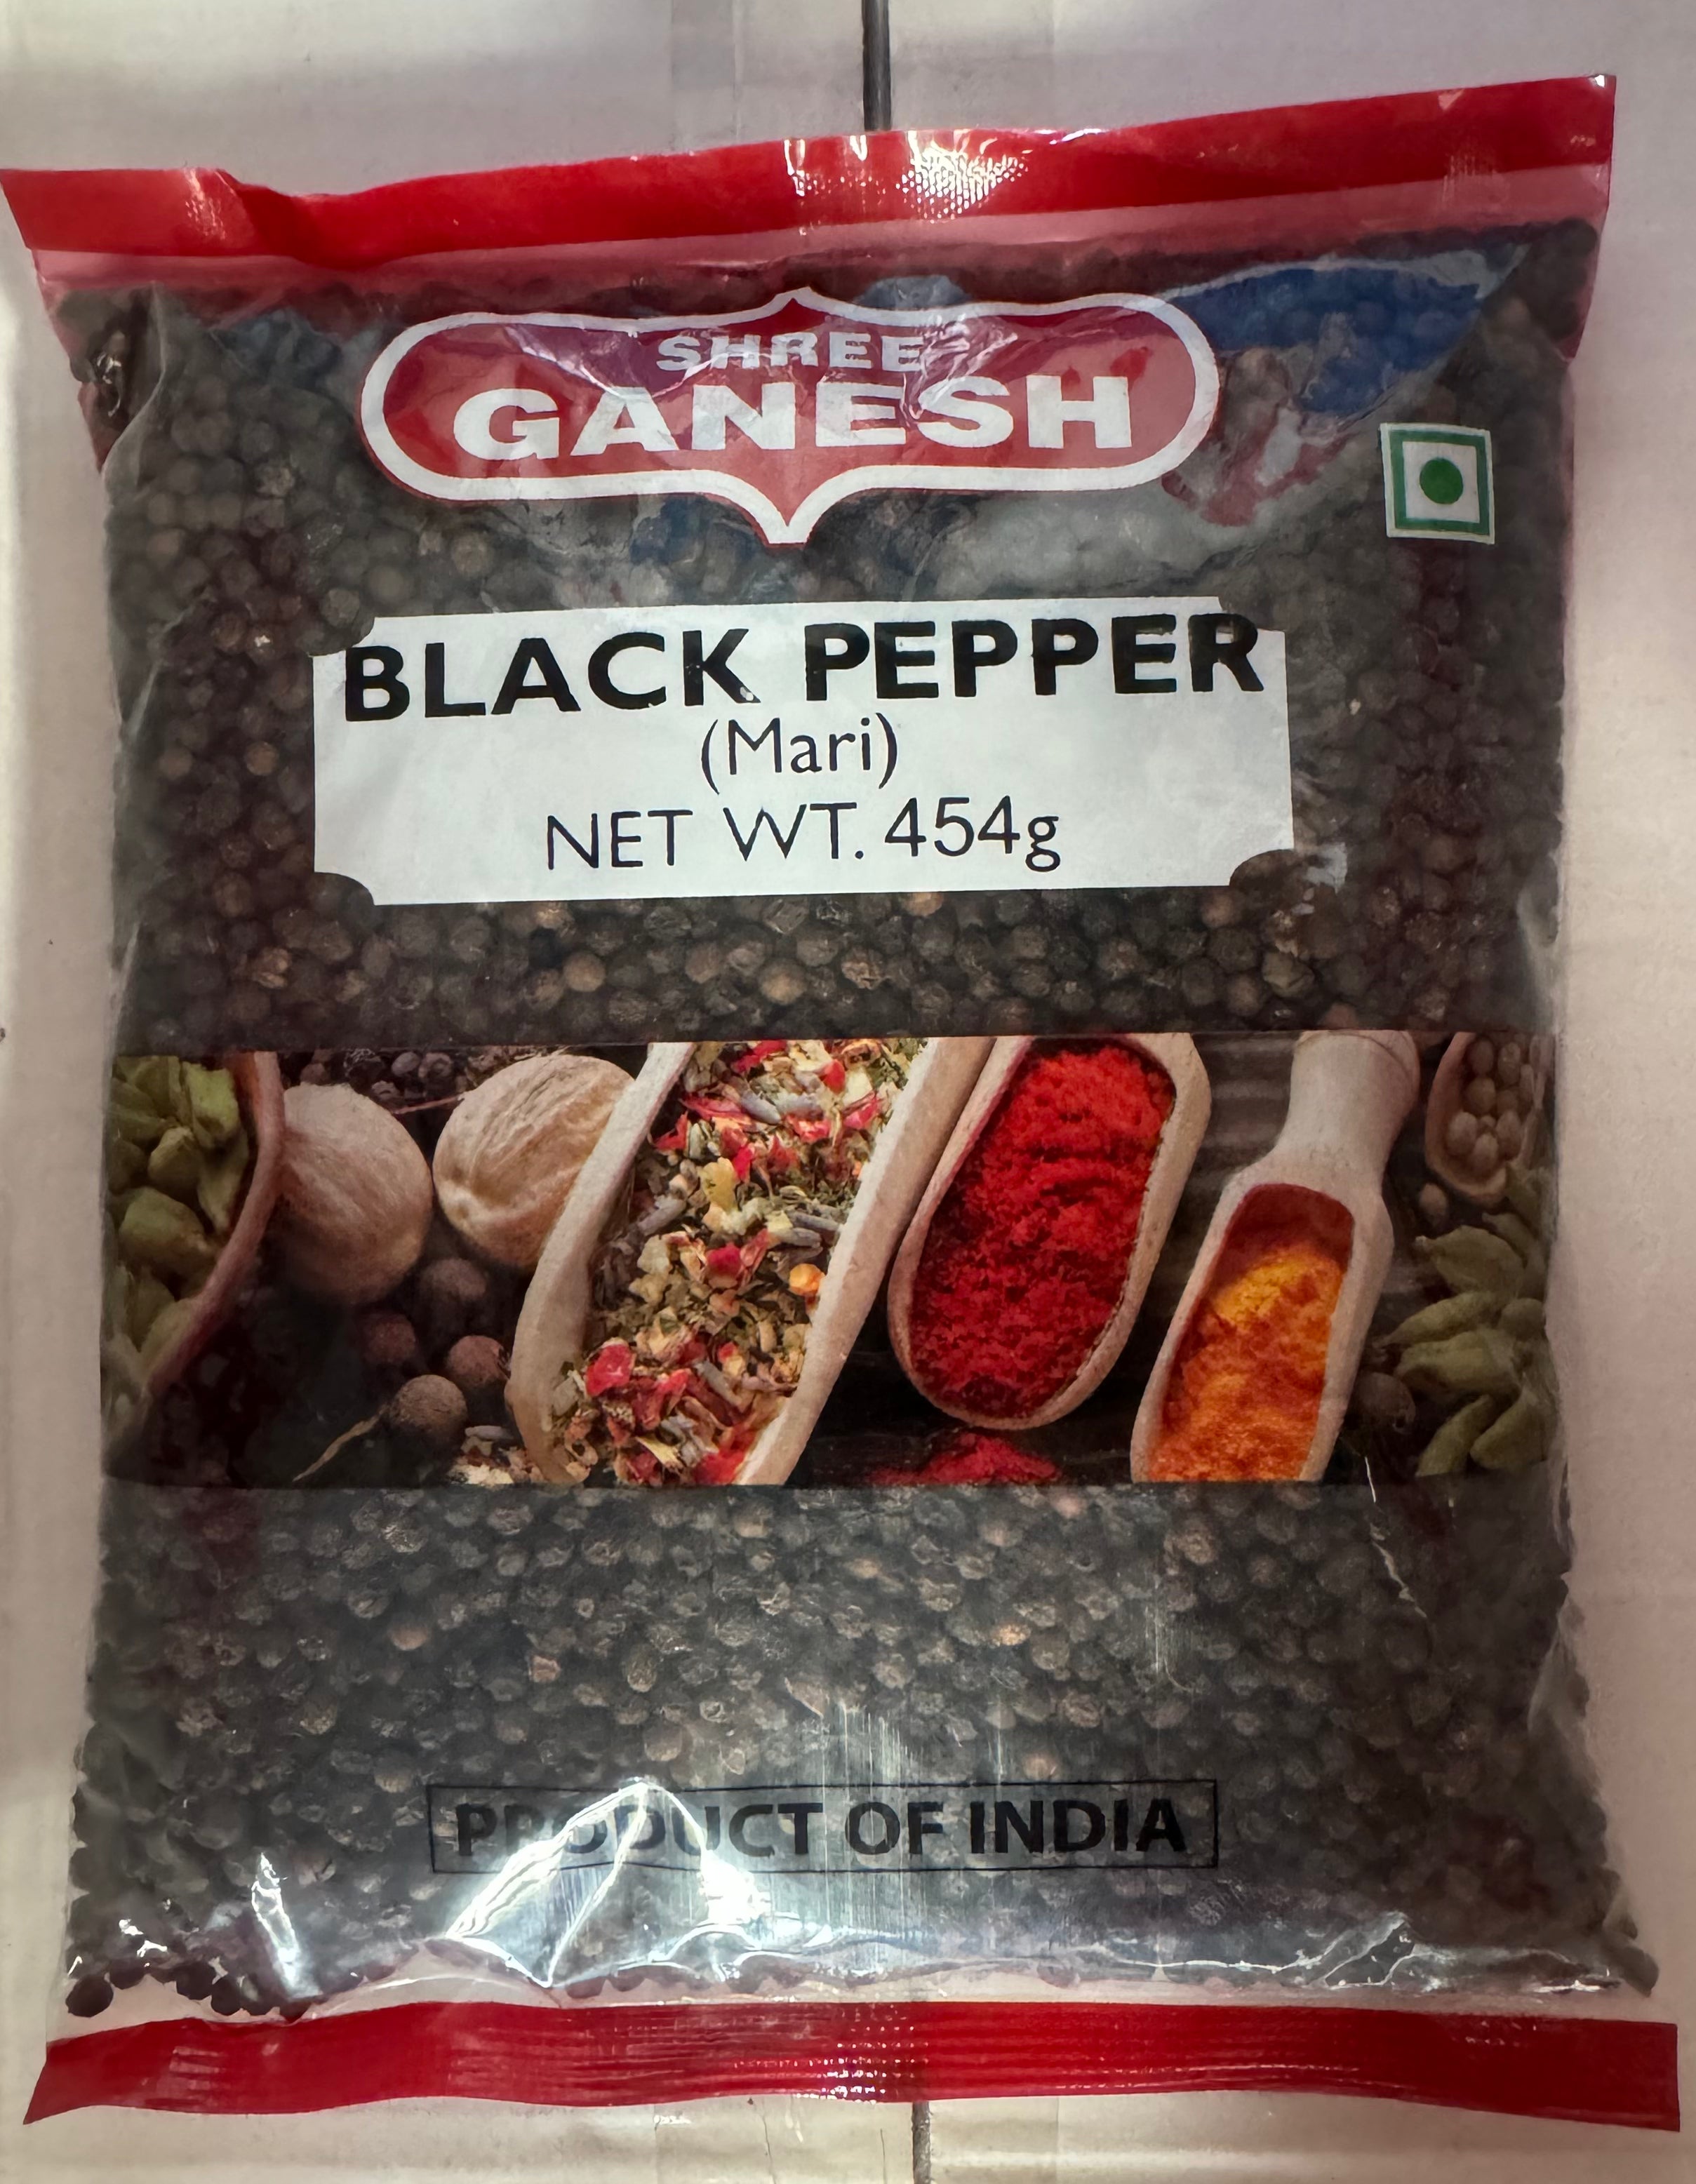 SHREE
GANESH
BLACK PEPPER
(Mari)
NET WT. 454g
PRODUCT OF INDIA